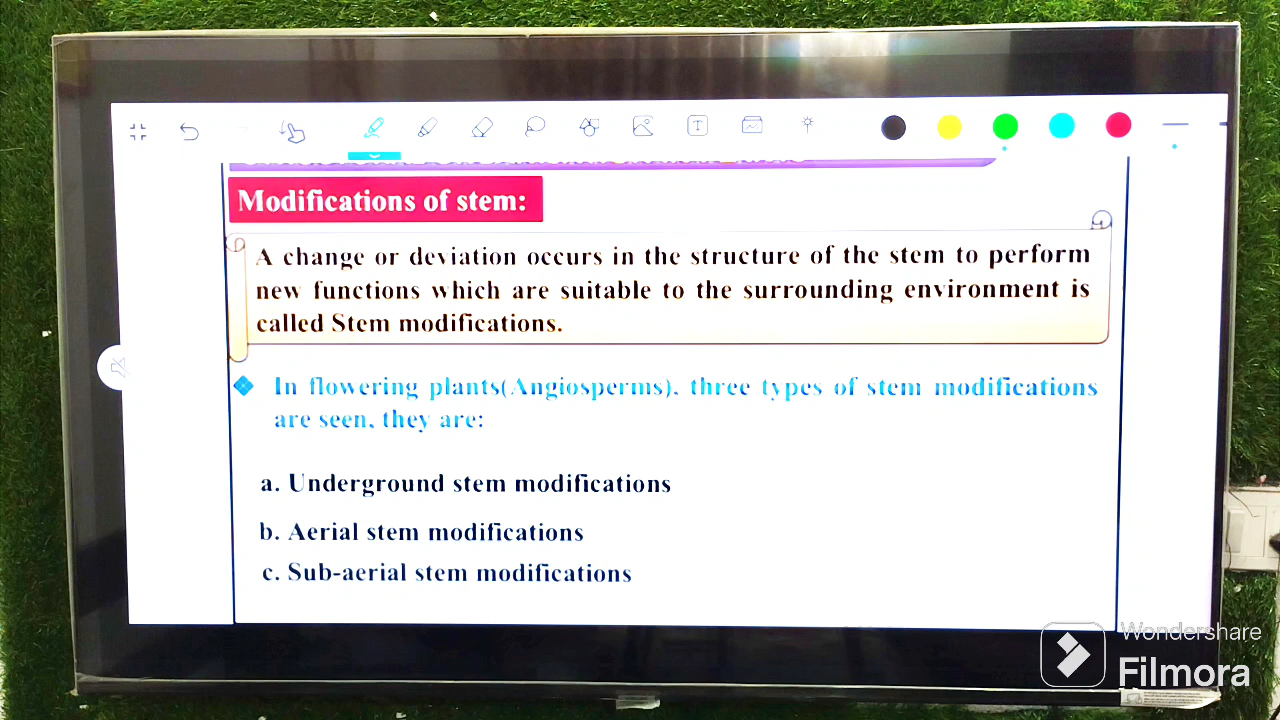 Modifications of stem:
A change or deviation occurs in the structure of the stem to perform
new functions which are suitable to the surrounding environment is
called Stem modifications.
In flowering plants(Angiosperms), three types of stem modifications
are seen, they are:
a. Underground stem modifications
b. Aerial stem modifications
c. Sub-aerial stem modifications
Wondershare
Filmora